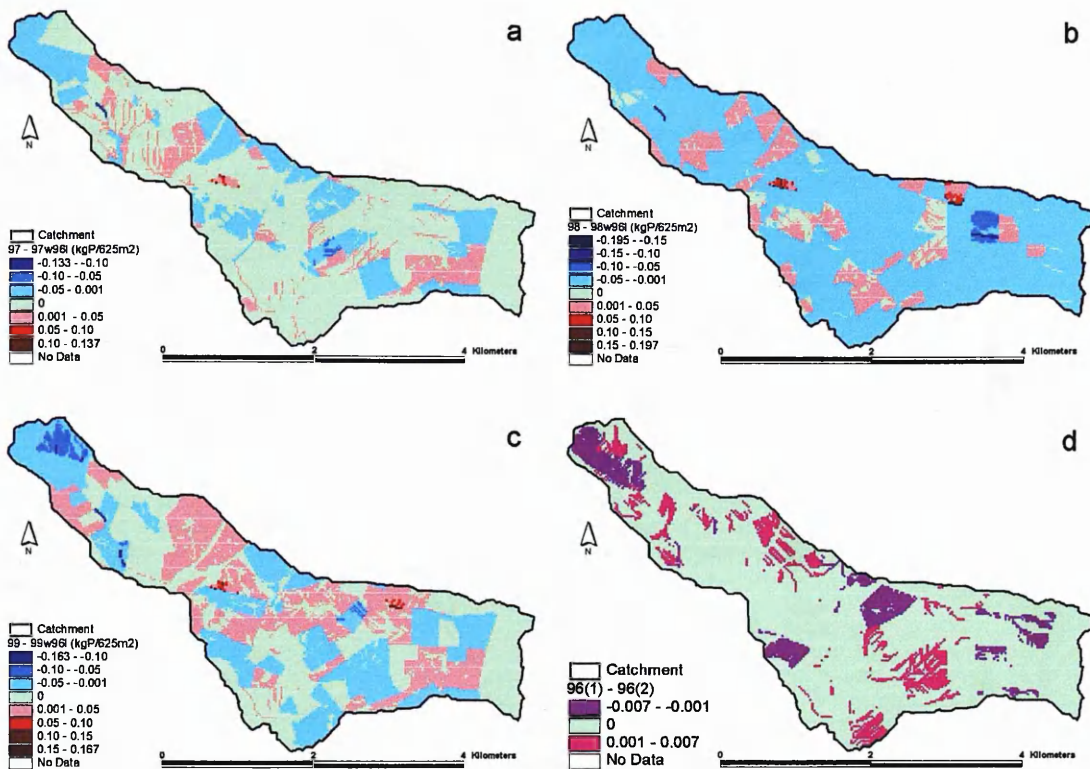 a
N
Catchment
97 - 97w96l (kgP/625m2)
-0.133 - -0.10
-0.10 - -0.05
-0.05 - -0.001
0
0.001 - 0.05
0.05 - 0.10
0.10 - 0.137
No Data
0 2 4 Kilometers
b
N
Catchment
98 - 98w96l (kgP/625m2)
-0.195 - -0.15
-0.15 - -0.10
-0.10 - -0.05
-0.05 - -0.001
0
0.001 - 0.05
0.05 - 0.10
0.10 - 0.15
0.15 - 0.197
No Data
0 2 4 Kilometers
c
N
Catchment
99 - 99w96l (kgP/625m2)
-0.163 - -0.10
-0.10 - -0.05
-0.05 - -0.001
0
0.001 - 0.05
0.05 - 0.10
0.10 - 0.15
0.15 - 0.167
No Data
0 2 4 Kilometers
d
N
Catchment
96(1) - 96(2)
-0.007 - -0.001
0
0.001 - 0.007
No Data
0 2 4 Kilometers